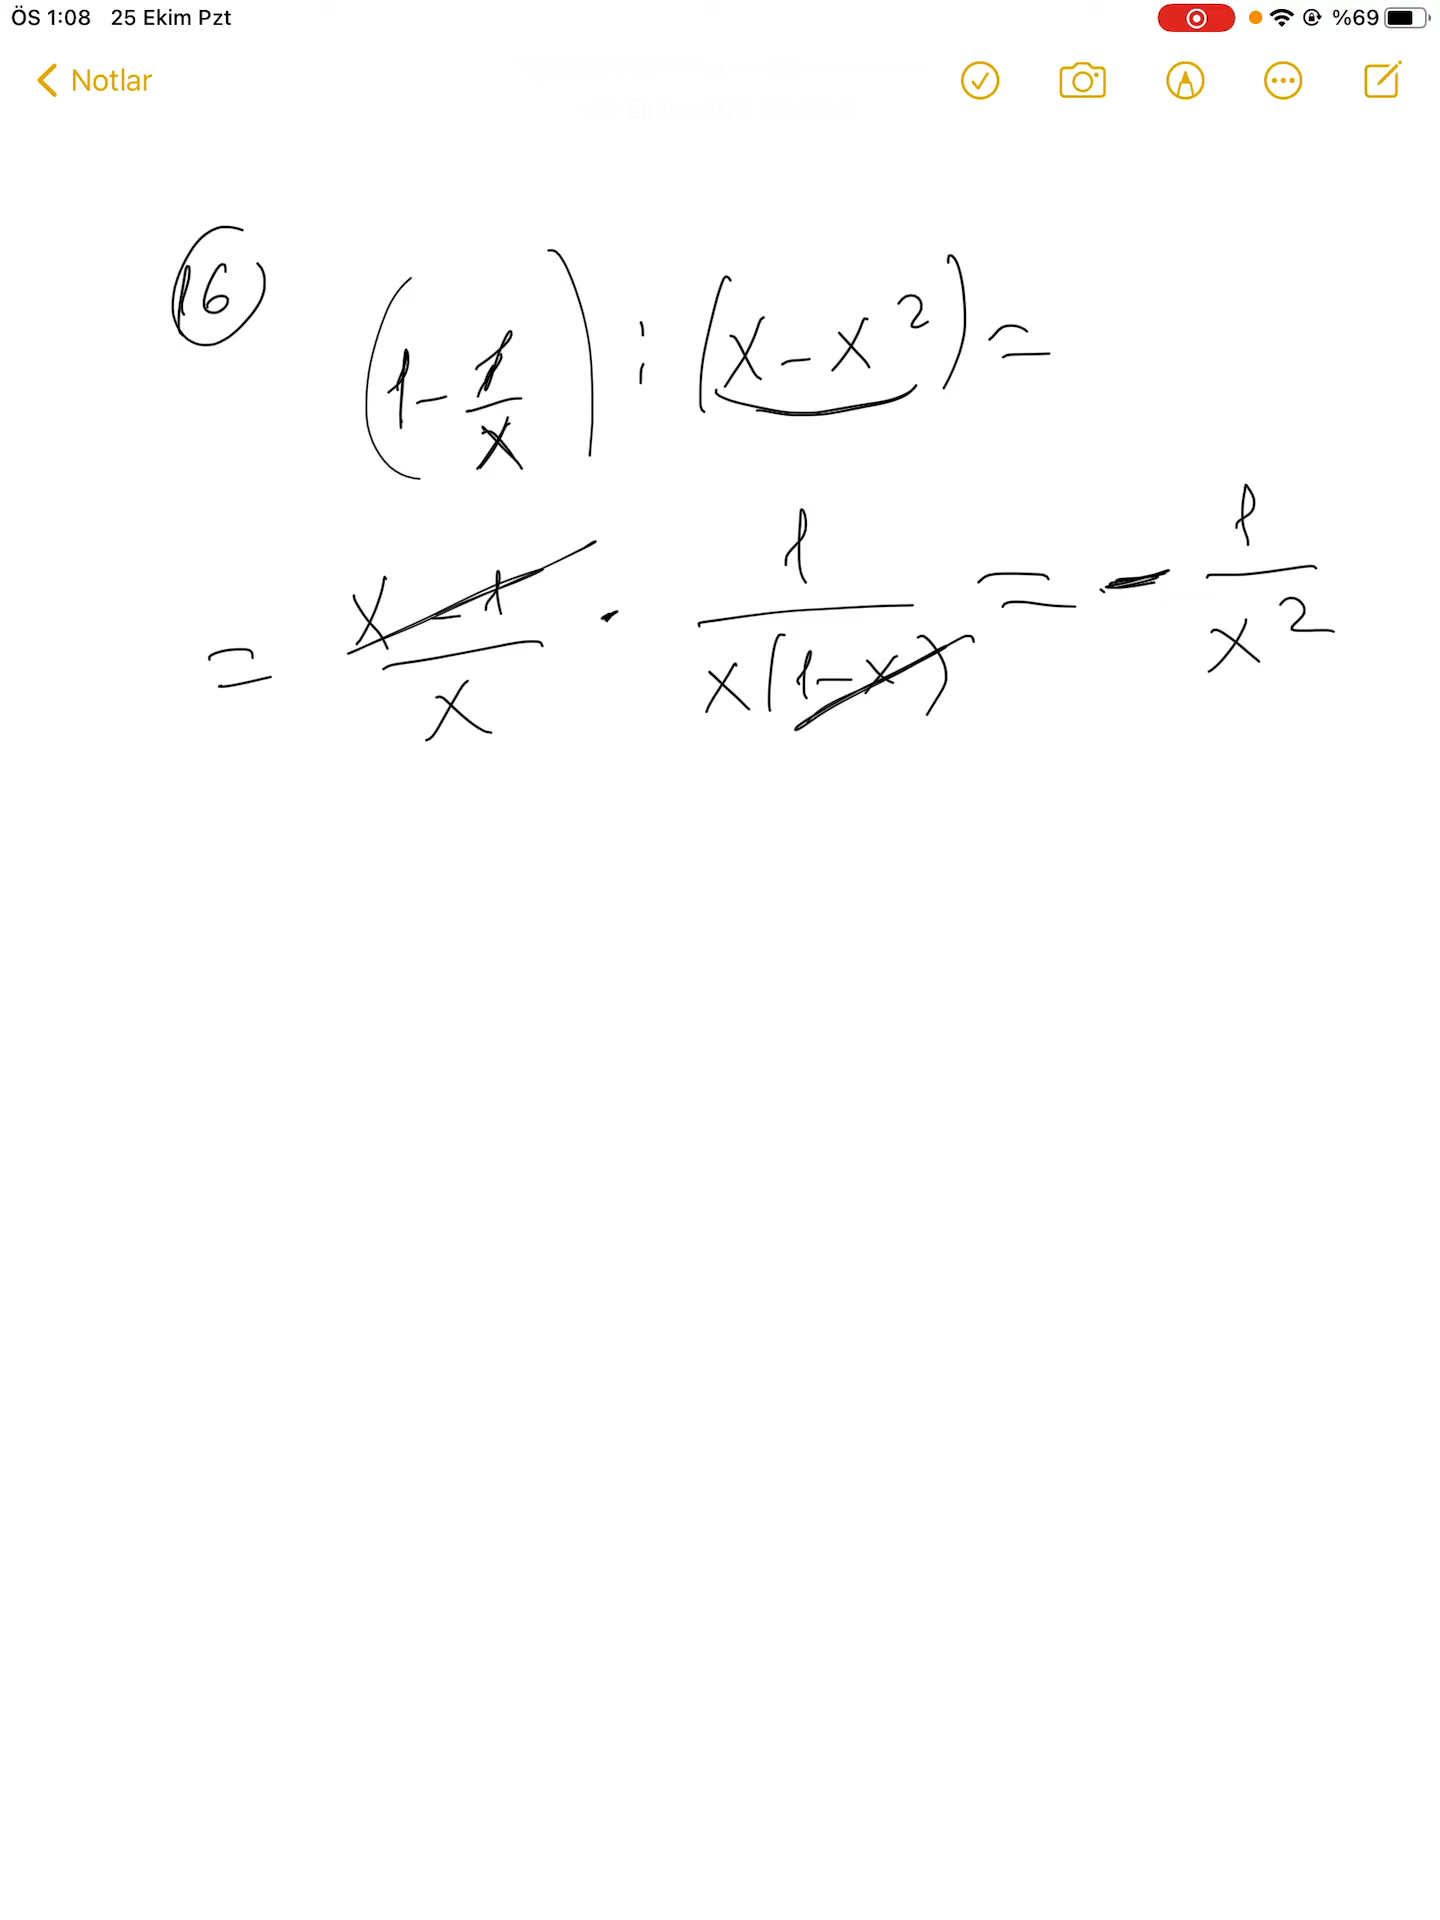 ÖS 1:08 25 Ekim Pzt %69
Notlar
16 (1 - 1/x) : (x - x²) =
= x - 1/x · 1/x(1 - x) = - 1/x²